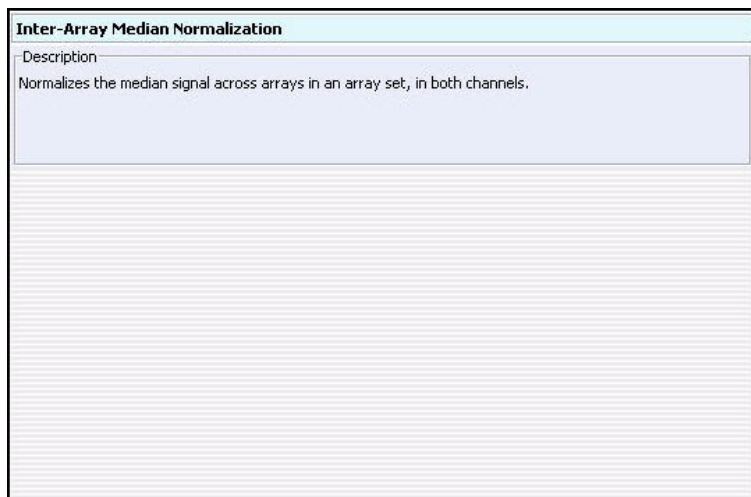 Inter-Array Median Normalization
Description
Normalizes the median signal across arrays in an array set, in both channels.